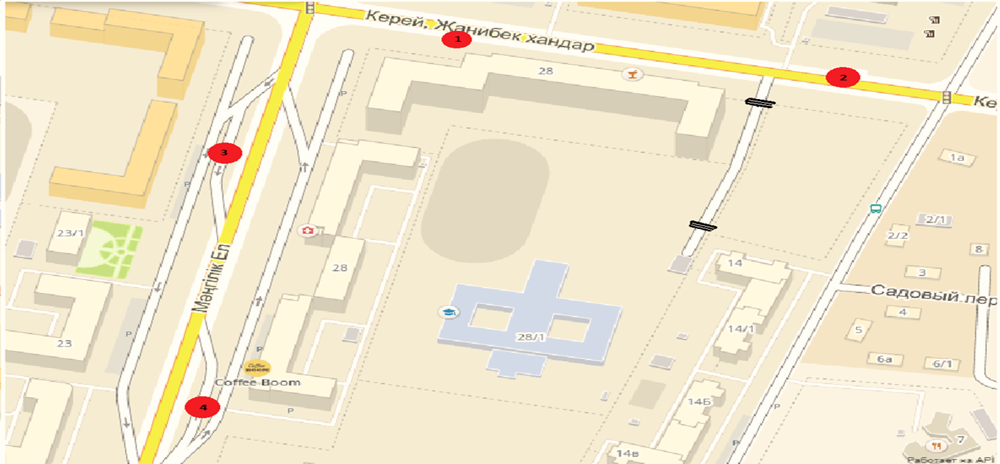 Керей, Жанибек хандар
1
28
2
Ке
P
1а
3
P
2/1
23/1
2/2
8
28
14
3
Мәңгілік Ел
Садовый пер
4
28/1
14/1
5
23
P
P
6а
6/1
Coffee
BOOM
Coffee Boom
14Б
4
P
P
7
P
14в
Работает на API